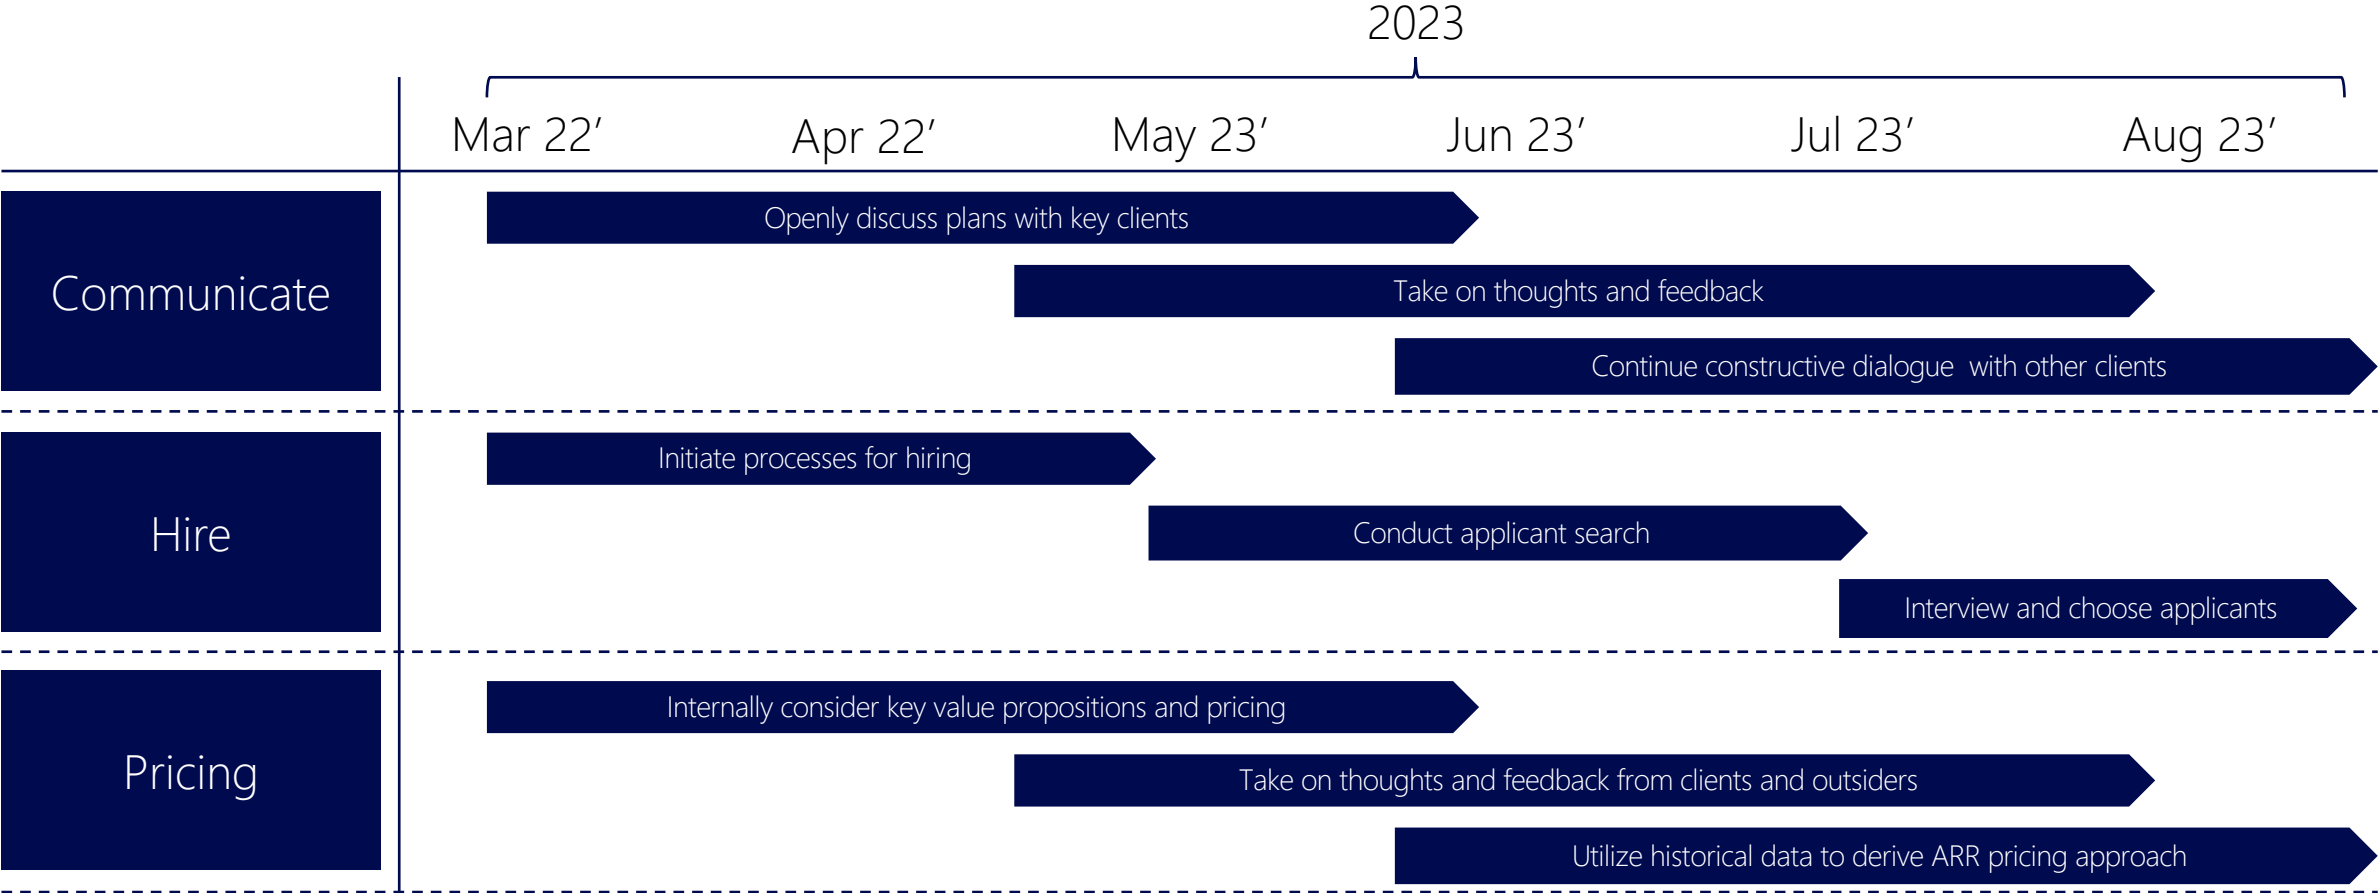 2023
Mar 22’
Apr 22’
May 23’
Jun 23’
Jul 23’
Aug 23’
Communicate
Openly discuss plans with key clients
Take on thoughts and feedback
Continue constructive dialogue  with other clients
Hire
Initiate processes for hiring
Conduct applicant search
Interview and choose applicants
Pricing
Internally consider key value propositions and pricing
Take on thoughts and feedback from clients and outsiders
Utilize historical data to derive ARR pricing approach